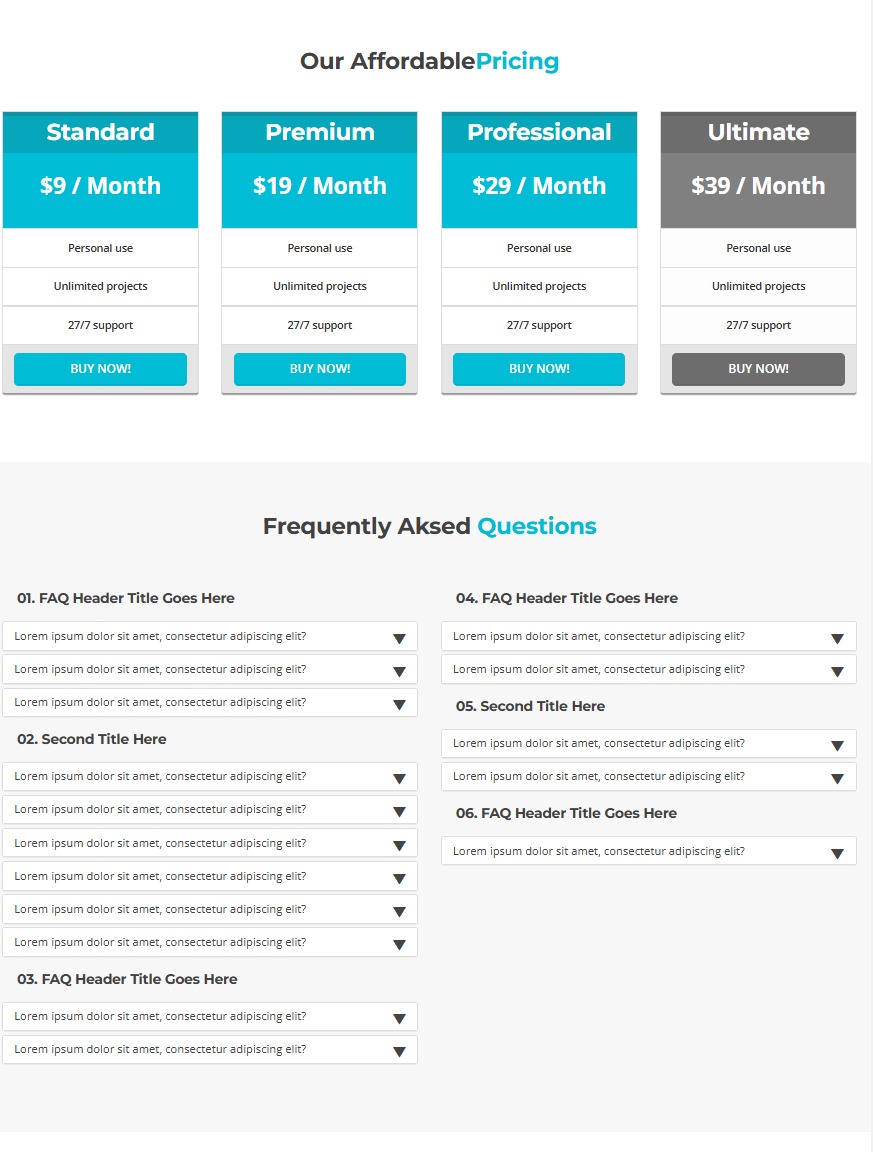 Our AffordablePricing
Standard
$9 / Month
Personal use
Unlimited projects
27/7 support
BUY NOW!
Premium
$19 / Month
Personal use
Unlimited projects
27/7 support
BUY NOW!
Professional
$29 / Month
Personal use
Unlimited projects
27/7 support
BUY NOW!
Ultimate
$39 / Month
Personal use
Unlimited projects
27/7 support
BUY NOW!
Frequently Aksed Questions
01. FAQ Header Title Goes Here
Lorem ipsum dolor sit amet, consectetur adipiscing elit?
Lorem ipsum dolor sit amet, consectetur adipiscing elit?
Lorem ipsum dolor sit amet, consectetur adipiscing elit?
02. Second Title Here
Lorem ipsum dolor sit amet, consectetur adipiscing elit?
Lorem ipsum dolor sit amet, consectetur adipiscing elit?
Lorem ipsum dolor sit amet, consectetur adipiscing elit?
Lorem ipsum dolor sit amet, consectetur adipiscing elit?
Lorem ipsum dolor sit amet, consectetur adipiscing elit?
Lorem ipsum dolor sit amet, consectetur adipiscing elit?
03. FAQ Header Title Goes Here
Lorem ipsum dolor sit amet, consectetur adipiscing elit?
Lorem ipsum dolor sit amet, consectetur adipiscing elit?
04. FAQ Header Title Goes Here
Lorem ipsum dolor sit amet, consectetur adipiscing elit?
Lorem ipsum dolor sit amet, consectetur adipiscing elit?
05. Second Title Here
Lorem ipsum dolor sit amet, consectetur adipiscing elit?
Lorem ipsum dolor sit amet, consectetur adipiscing elit?
06. FAQ Header Title Goes Here
Lorem ipsum dolor sit amet, consectetur adipiscing elit?